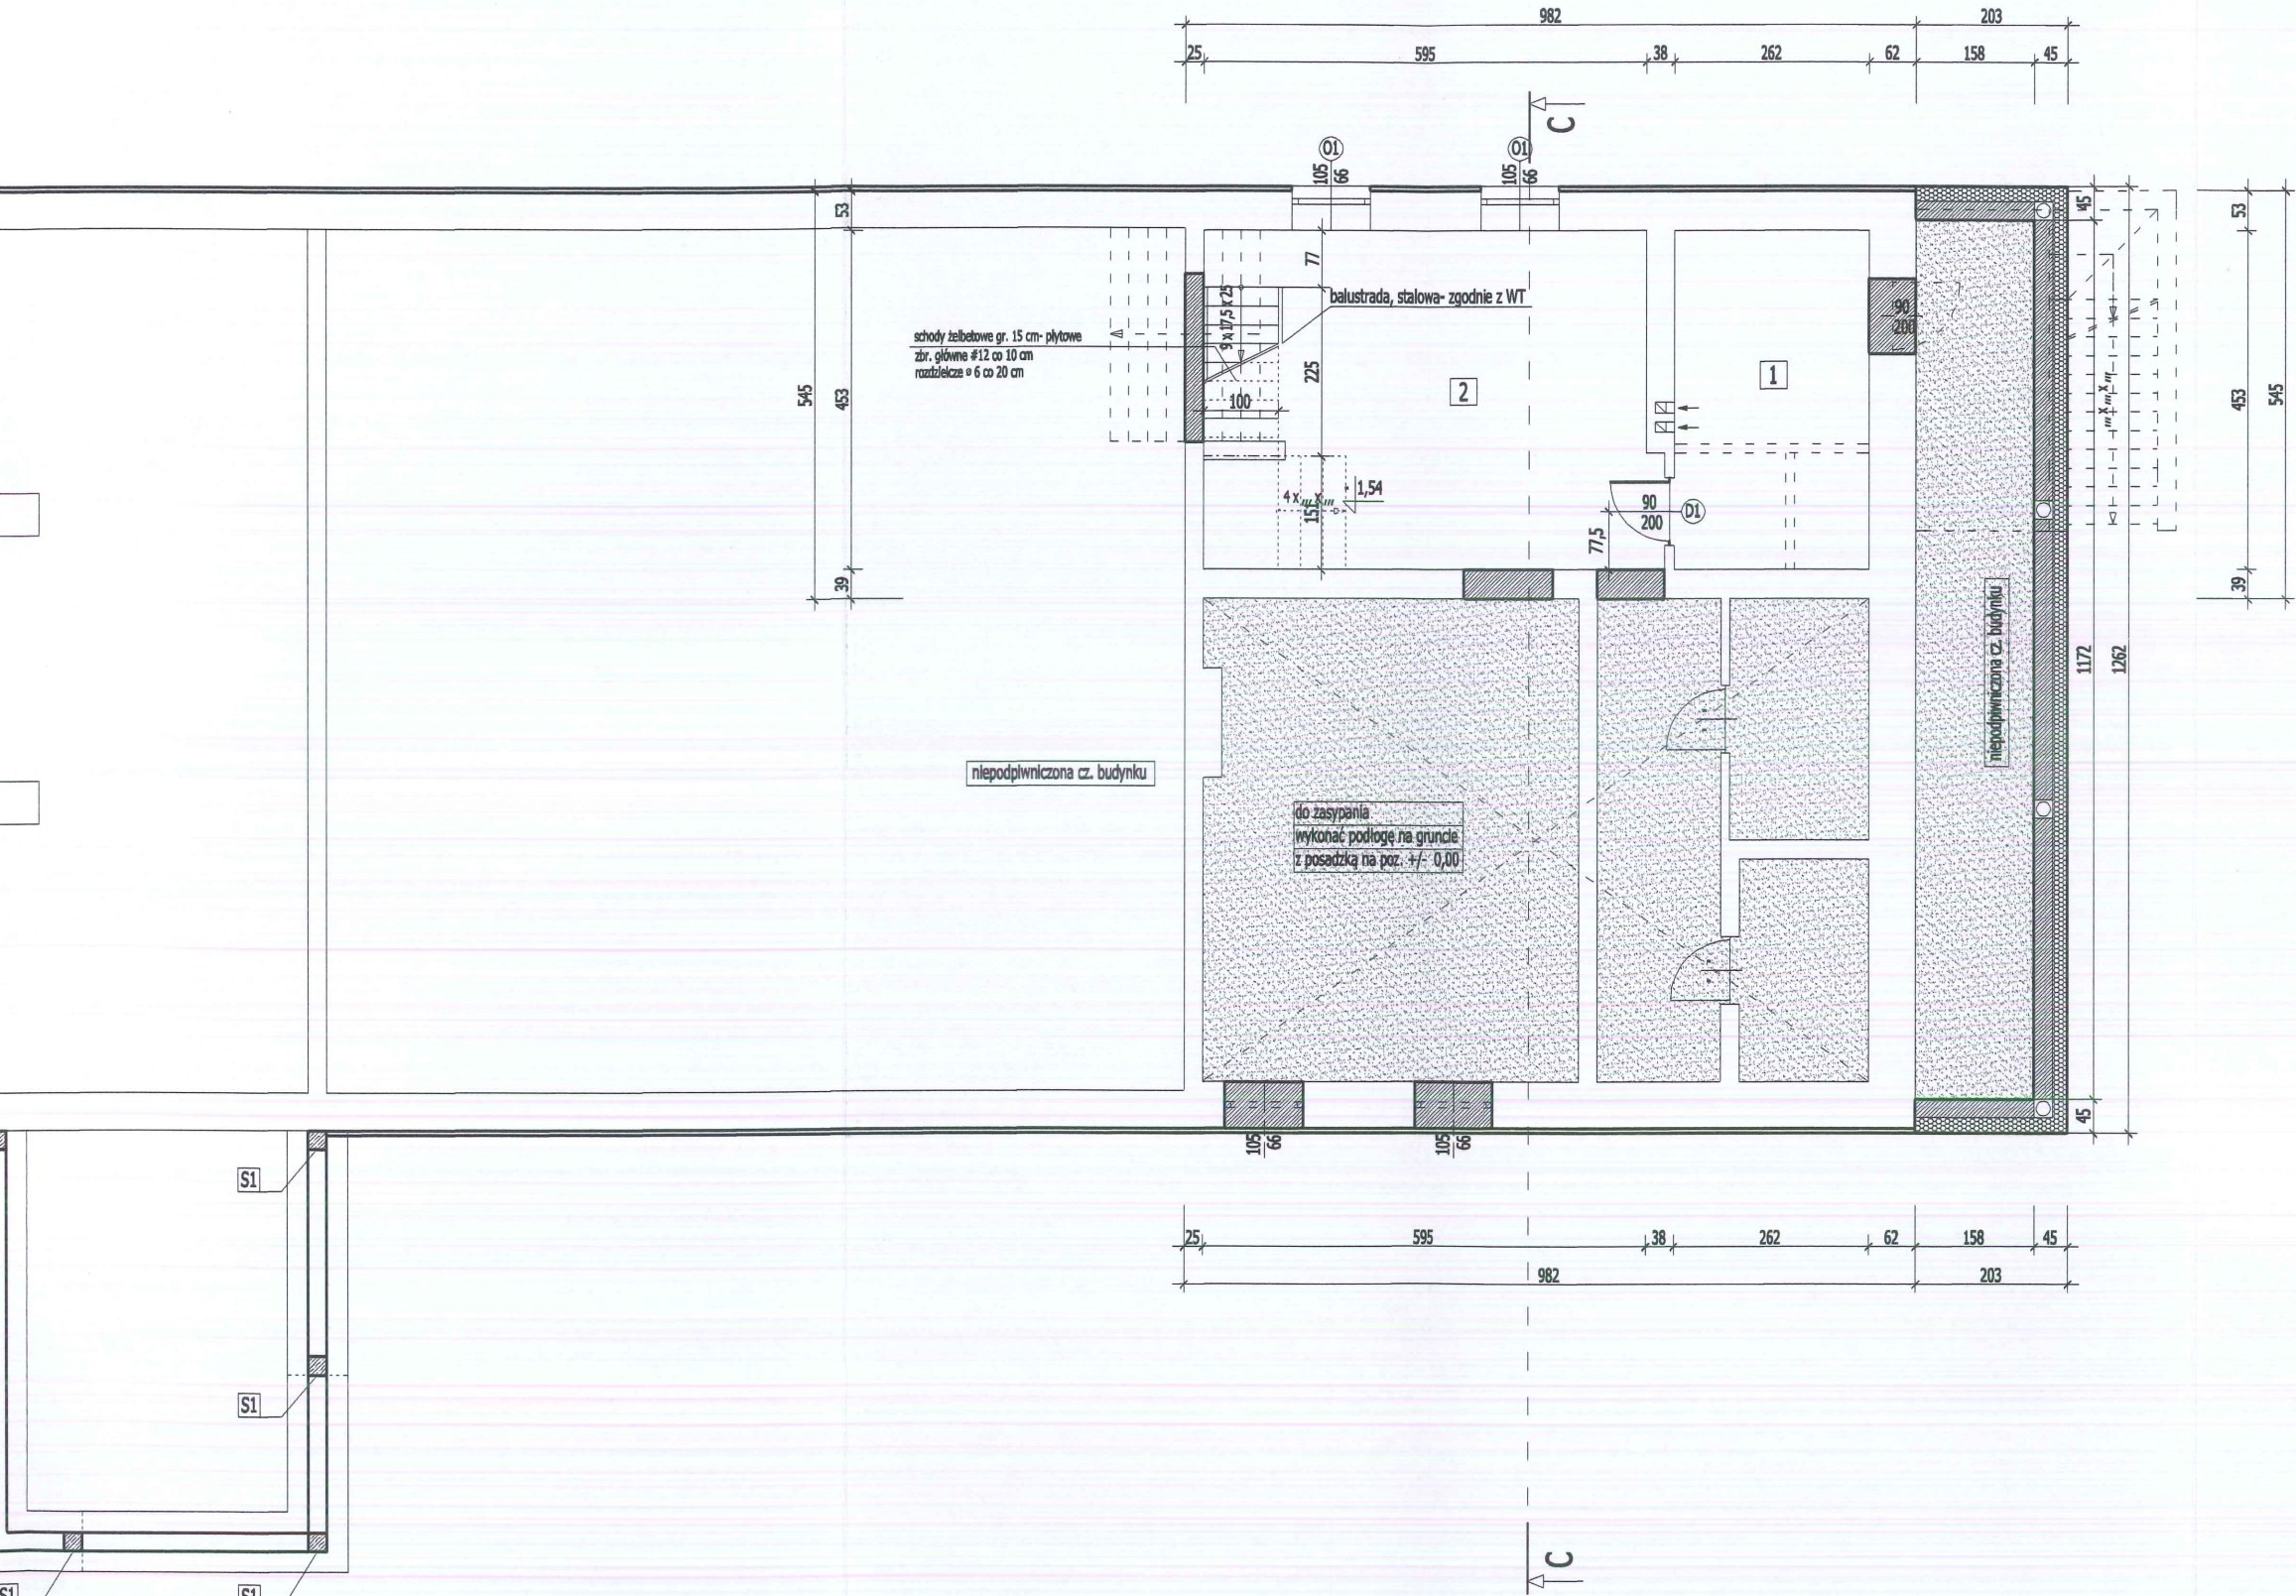 982
203
25
595
38
262
62
158
45
C
O1
O1
105
66
105
66
53
77
45
53
balustrada, stalowa- zgodnie z WT
9 x 17,5 x 25
90
200
schody żelbetowe gr. 15 cm- płytowe
zbr. główne #12 co 10 cm
rozdzielcze ø 6 co 20 cm
545
453
225
100
2
1
453
545
1,54
151
90
200
D1
77,5
39
39
niepodpiwniczona cz. budynku
1172
1262
niepodpiwniczona cz. budynku
do zasypania
wykonać podłogę na gruncie
z posadzką na poz. +/- 0,00
45
105
66
105
66
S1
25
595
38
262
62
158
45
982
203
S1
C
S1
S1